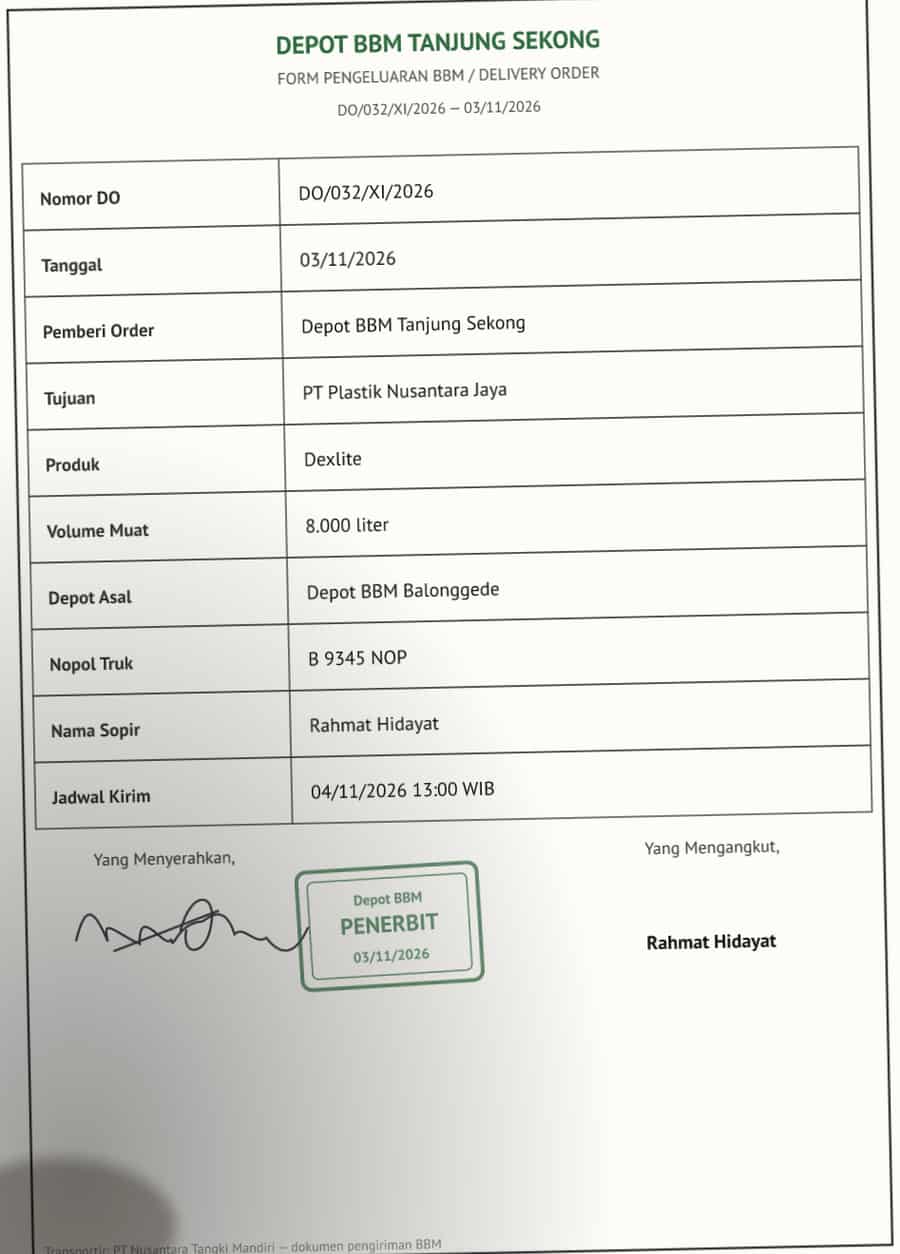 DEPOT BBM TANJUNG SEKONG
FORM PENGELUARAN BBM / DELIVERY ORDER
DO/032/XI/2026 — 03/11/2026
Nomor DO DO/032/XI/2026
Tanggal 03/11/2026
Pemberi Order Depot BBM Tanjung Sekong
Tujuan PT Plastik Nusantara Jaya
Produk Dexlite
Volume Muat 8.000 liter
Depot Asal Depot BBM Balonggede
Nopol Truk B 9345 NOP
Nama Sopir Rahmat Hidayat
Jadwal Kirim 04/11/2026 13:00 WIB
Yang Menyerahkan,
Yang Mengangkut,
Depot BBM
PENERBIT
03/11/2026
Rahmat Hidayat
Transportir: PT Nusantara Tangki Mandiri — dokumen pengiriman BBM